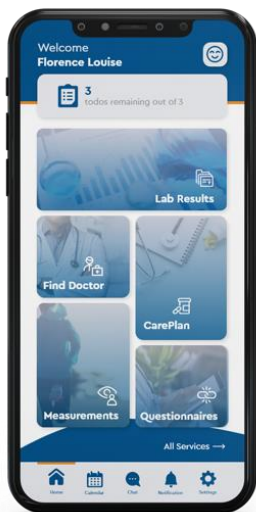 Welcome
Florence Louise
3
todos remaining out of 3
Lab Results
Find Doctor
CarePlan
Measurements
Questionnaires
All Services →
Home
Calendar
Chat
Notification
Settings